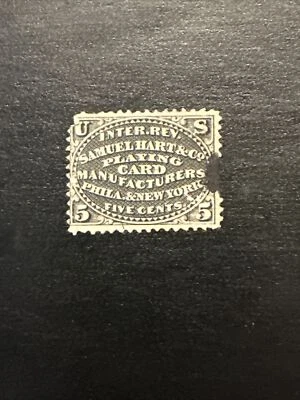 U S
INTER. REV.
SAMUEL HART & Co.
PLAYING
CARD
MANUFACTURERS
PHILA. & NEW YORK
FIVE CENTS.
5 5